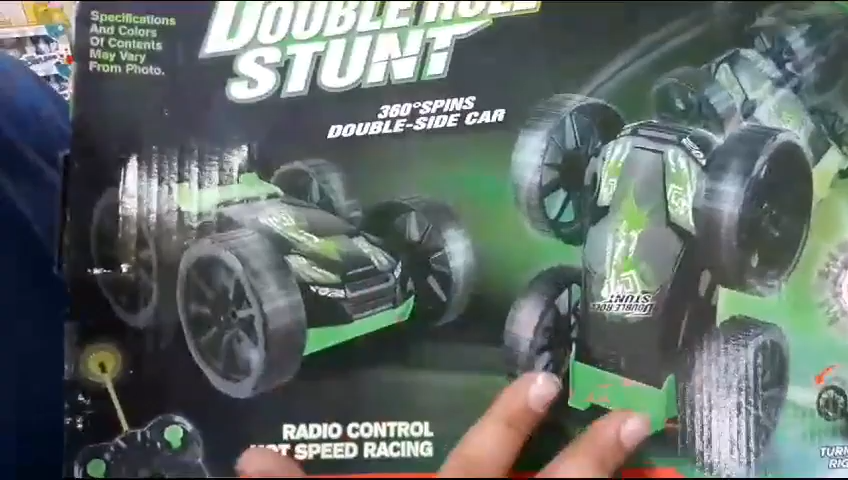 Specifications
and Colors
of Contents
May Vary
From Photo.
DOUBLE
STUNT
360° SPINS
DOUBLE-SIDE CAR
STUNT
RADIO CONTROL
SPEED RACING
TURN